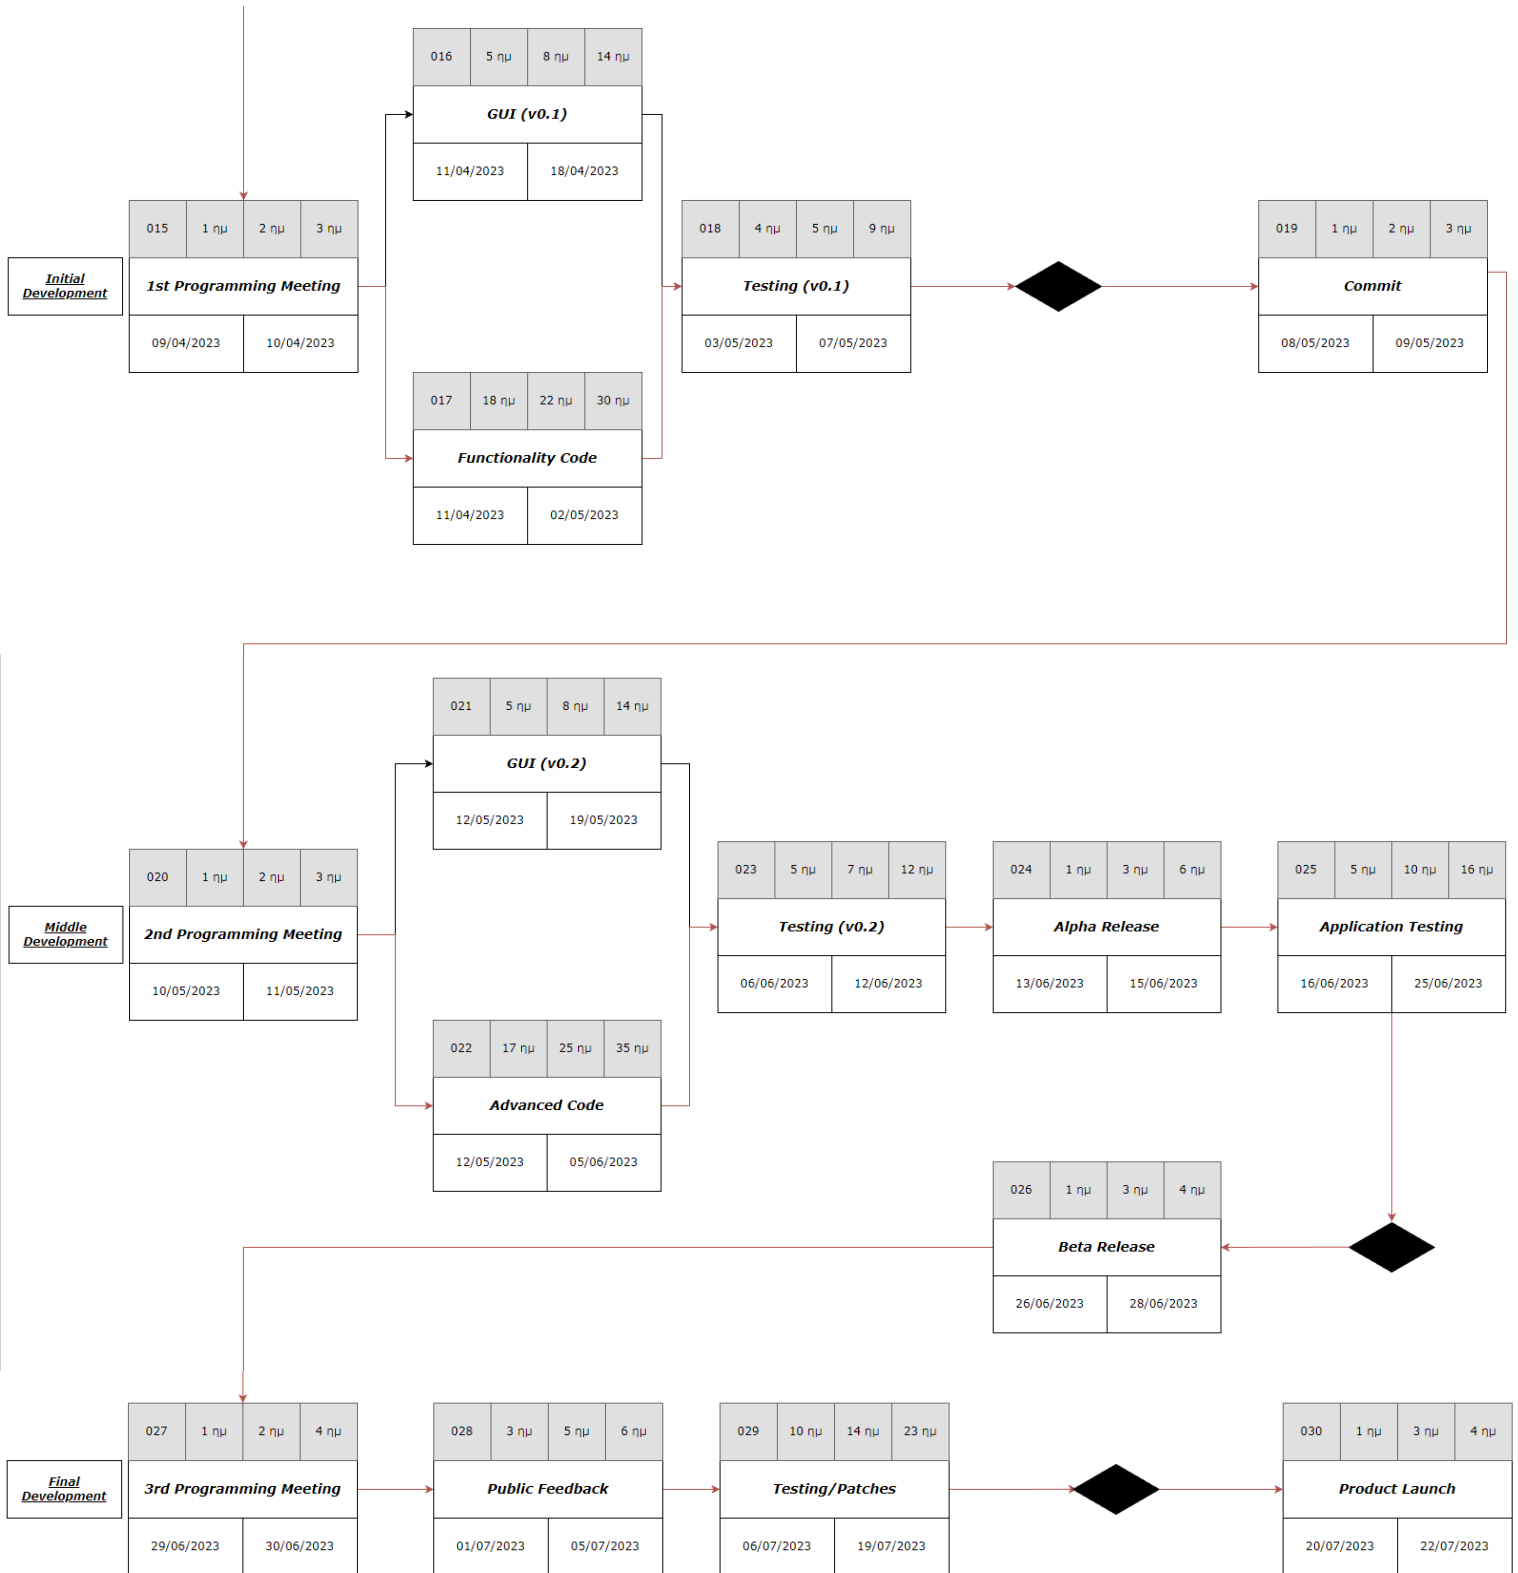 016 5 ημ 8 ημ 14 ημ
GUI (v0.1)
11/04/2023 18/04/2023
015 1 ημ 2 ημ 3 ημ
Initial
Development
1st Programming Meeting
09/04/2023 10/04/2023
018 4 ημ 5 ημ 9 ημ
Testing (v0.1)
03/05/2023 07/05/2023
019 1 ημ 2 ημ 3 ημ
Commit
08/05/2023 09/05/2023
017 18 ημ 22 ημ 30 ημ
Functionality Code
11/04/2023 02/05/2023
021 5 ημ 8 ημ 14 ημ
GUI (v0.2)
12/05/2023 19/05/2023
020 1 ημ 2 ημ 3 ημ
Middle
Development
2nd Programming Meeting
10/05/2023 11/05/2023
023 5 ημ 7 ημ 12 ημ
Testing (v0.2)
06/06/2023 12/06/2023
024 1 ημ 3 ημ 6 ημ
Alpha Release
13/06/2023 15/06/2023
025 5 ημ 10 ημ 16 ημ
Application Testing
16/06/2023 25/06/2023
022 17 ημ 25 ημ 35 ημ
Advanced Code
12/05/2023 05/06/2023
026 1 ημ 3 ημ 4 ημ
Beta Release
26/06/2023 28/06/2023
027 1 ημ 2 ημ 4 ημ
Final
Development
3rd Programming Meeting
29/06/2023 30/06/2023
028 3 ημ 5 ημ 6 ημ
Public Feedback
01/07/2023 05/07/2023
029 10 ημ 14 ημ 23 ημ
Testing/Patches
06/07/2023 19/07/2023
030 1 ημ 3 ημ 4 ημ
Product Launch
20/07/2023 22/07/2023